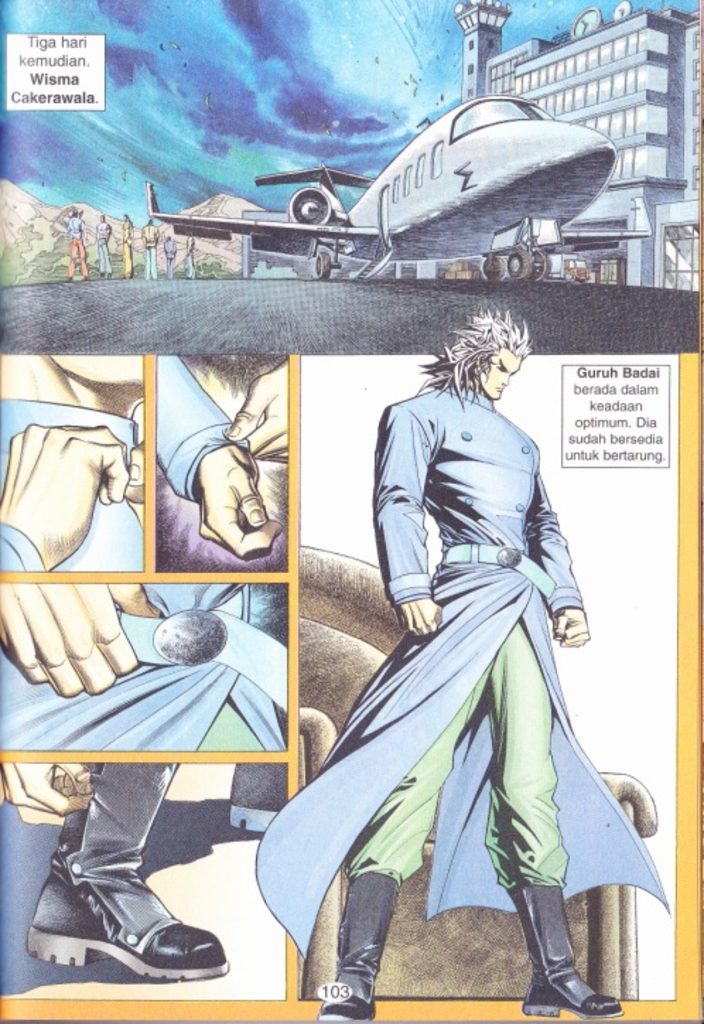 Tiga hari
kemudian.
Wisma
Cakerawala.
Guruh Badai
berada dalam
keadaan
optimum. Dia
sudah bersedia
untuk bertarung.
103